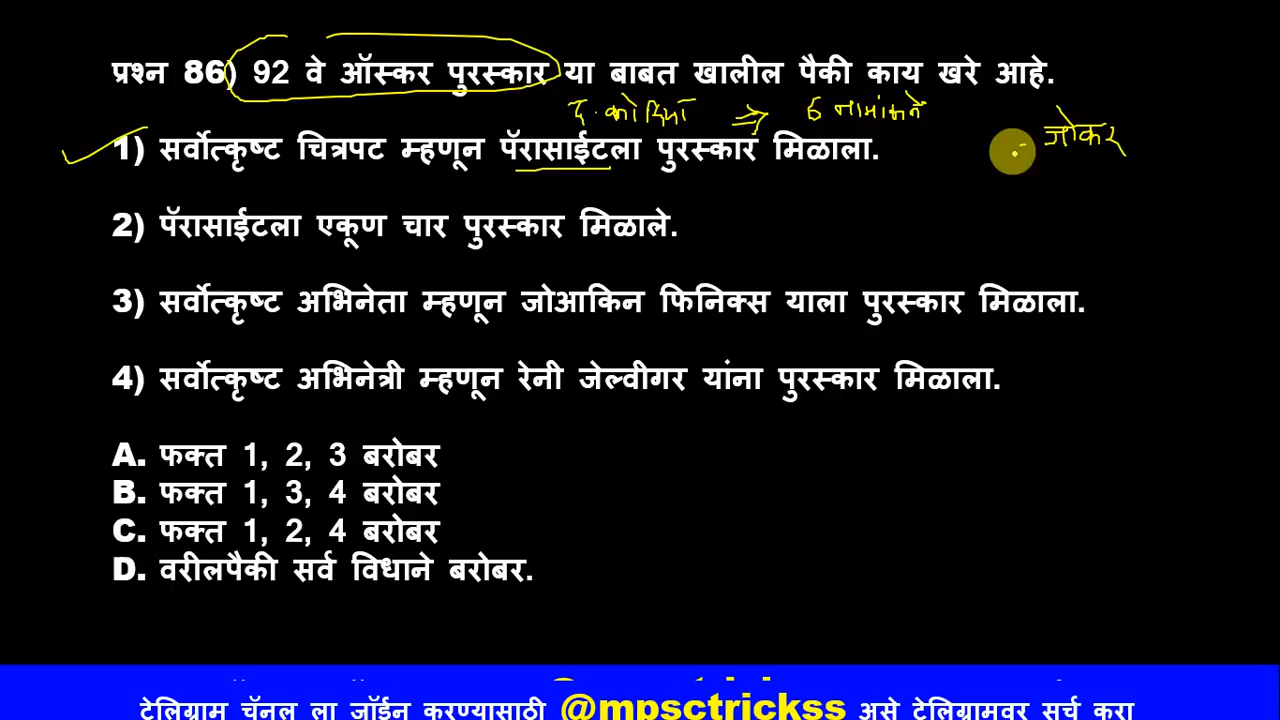 प्रश्न 86) 92 वे ऑस्कर पुरस्कार या बाबत खालील पैकी काय खरे आहे.
द. कोरिया => 6 नामांकने
जोकर
1) सर्वोत्कृष्ट चित्रपट म्हणून पॅरासाईटला पुरस्कार मिळाला.
2) पॅरासाईटला एकूण चार पुरस्कार मिळाले.
3) सर्वोत्कृष्ट अभिनेता म्हणून जोआकिन फिनिक्स याला पुरस्कार मिळाला.
4) सर्वोत्कृष्ट अभिनेत्री म्हणून रेनी जेल्वीगर यांना पुरस्कार मिळाला.
A. फक्त 1, 2, 3 बरोबर
B. फक्त 1, 3, 4 बरोबर
C. फक्त 1, 2, 4 बरोबर
D. वरीलपैकी सर्व विधाने बरोबर.
टेलिग्राम चॅनल ला जॉईन करण्यासाठी @mpsctrickss असे टेलिग्रामवर सर्च करा